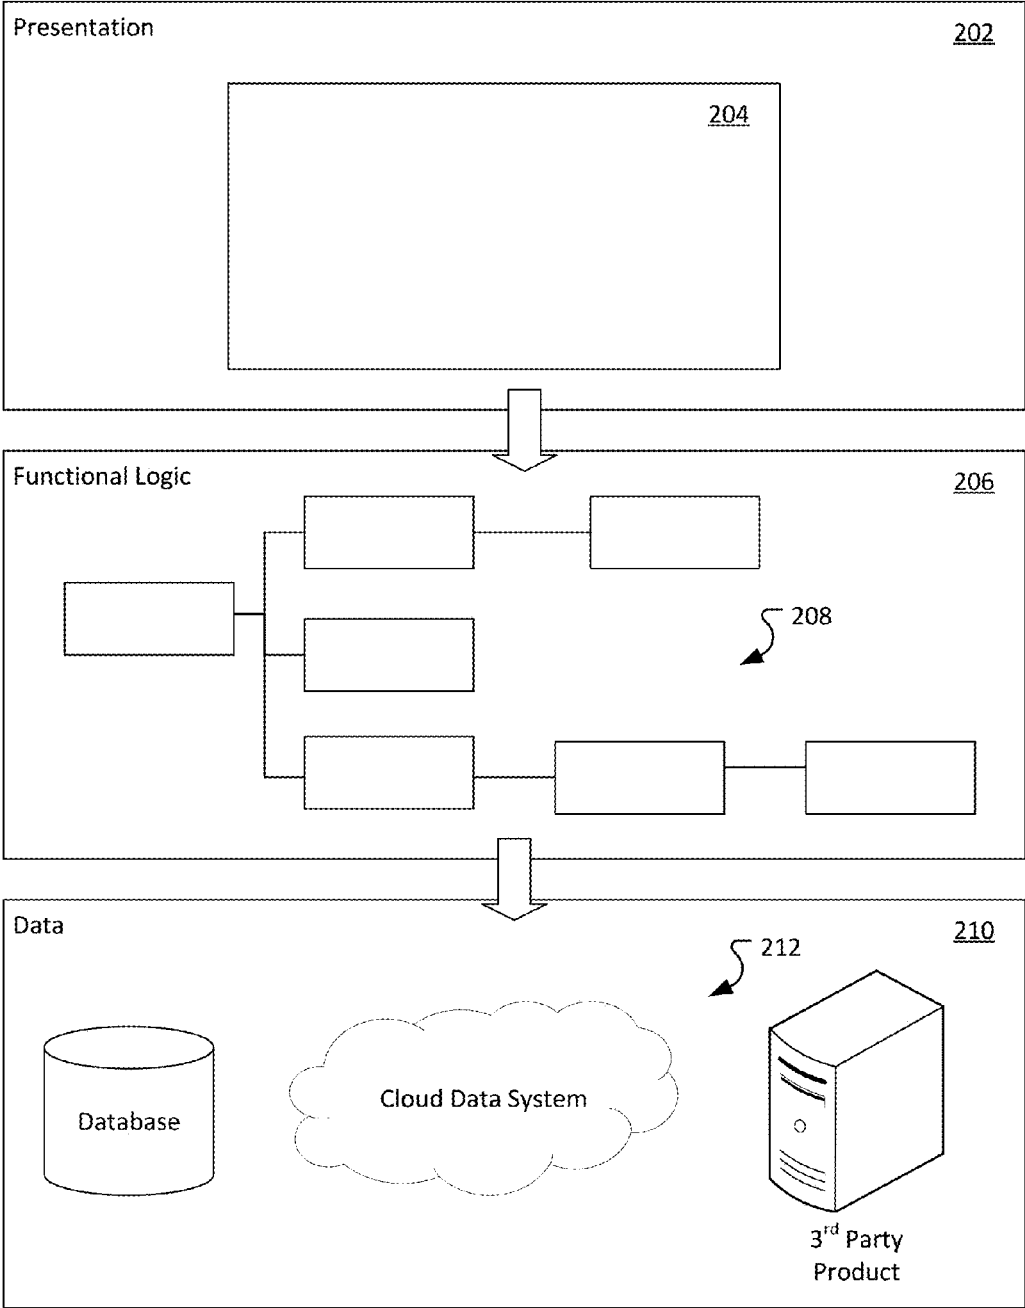 Presentation
202
204
Functional Logic
206
208
Data
210
212
Database
Cloud Data System
3rd Party
Product